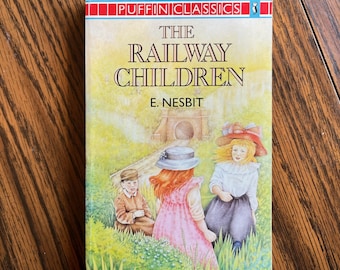 PUFFIN CLASSICS
THE
RAILWAY
CHILDREN
E. NESBIT